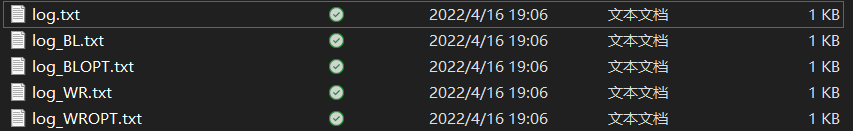 log.txt 2022/4/16 19:06 文本文档 1 KB
log_BL.txt 2022/4/16 19:06 文本文档 1 KB
log_BLOPT.txt 2022/4/16 19:06 文本文档 1 KB
log_WR.txt 2022/4/16 19:06 文本文档 1 KB
log_WROPT.txt 2022/4/16 19:06 文本文档 1 KB